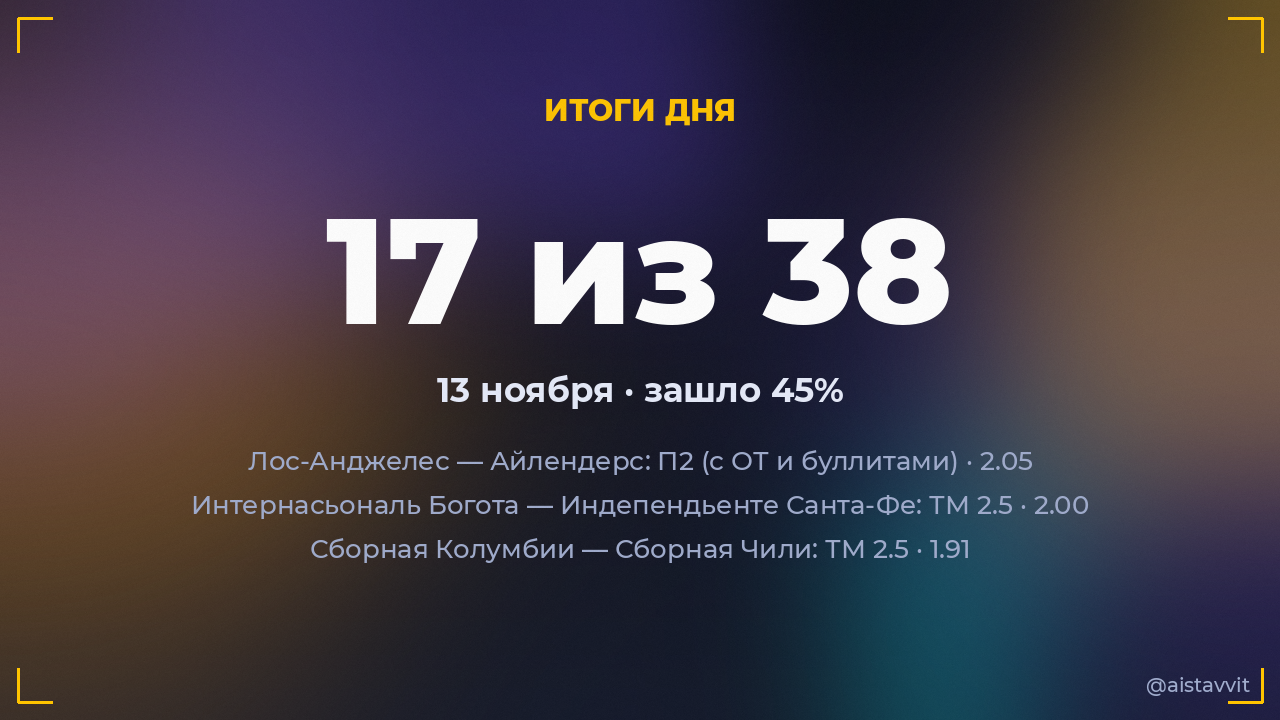 ИТОГИ ДНЯ
17 из 38
13 ноября · зашло 45%
Лос-Анджелес — Айлендерс: П2 (с ОТ и буллитами) · 2.05
Интернасьональ Богота — Индепендьенте Санта-Фе: ТМ 2.5 · 2.00
Сборная Колумбии — Сборная Чили: ТМ 2.5 · 1.91
@aistavvit